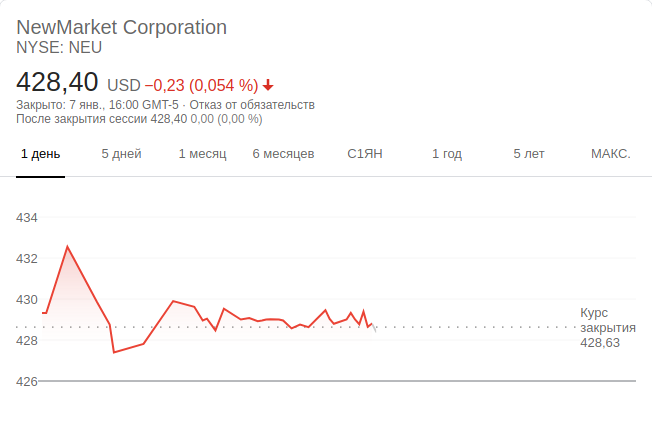 NewMarket Corporation
NYSE: NEU
428,40 USD −0,23 (0,054 %)
Закрыто: 7 янв., 16:00 GMT-5 · Отказ от обязательств
После закрытия сессии 428,40 0,00 (0,00 %)
1 день 5 дней 1 месяц 6 месяцев С1ЯН 1 год 5 лет МАКС.
434
432
430
428
426
Курс
закрытия
428,63